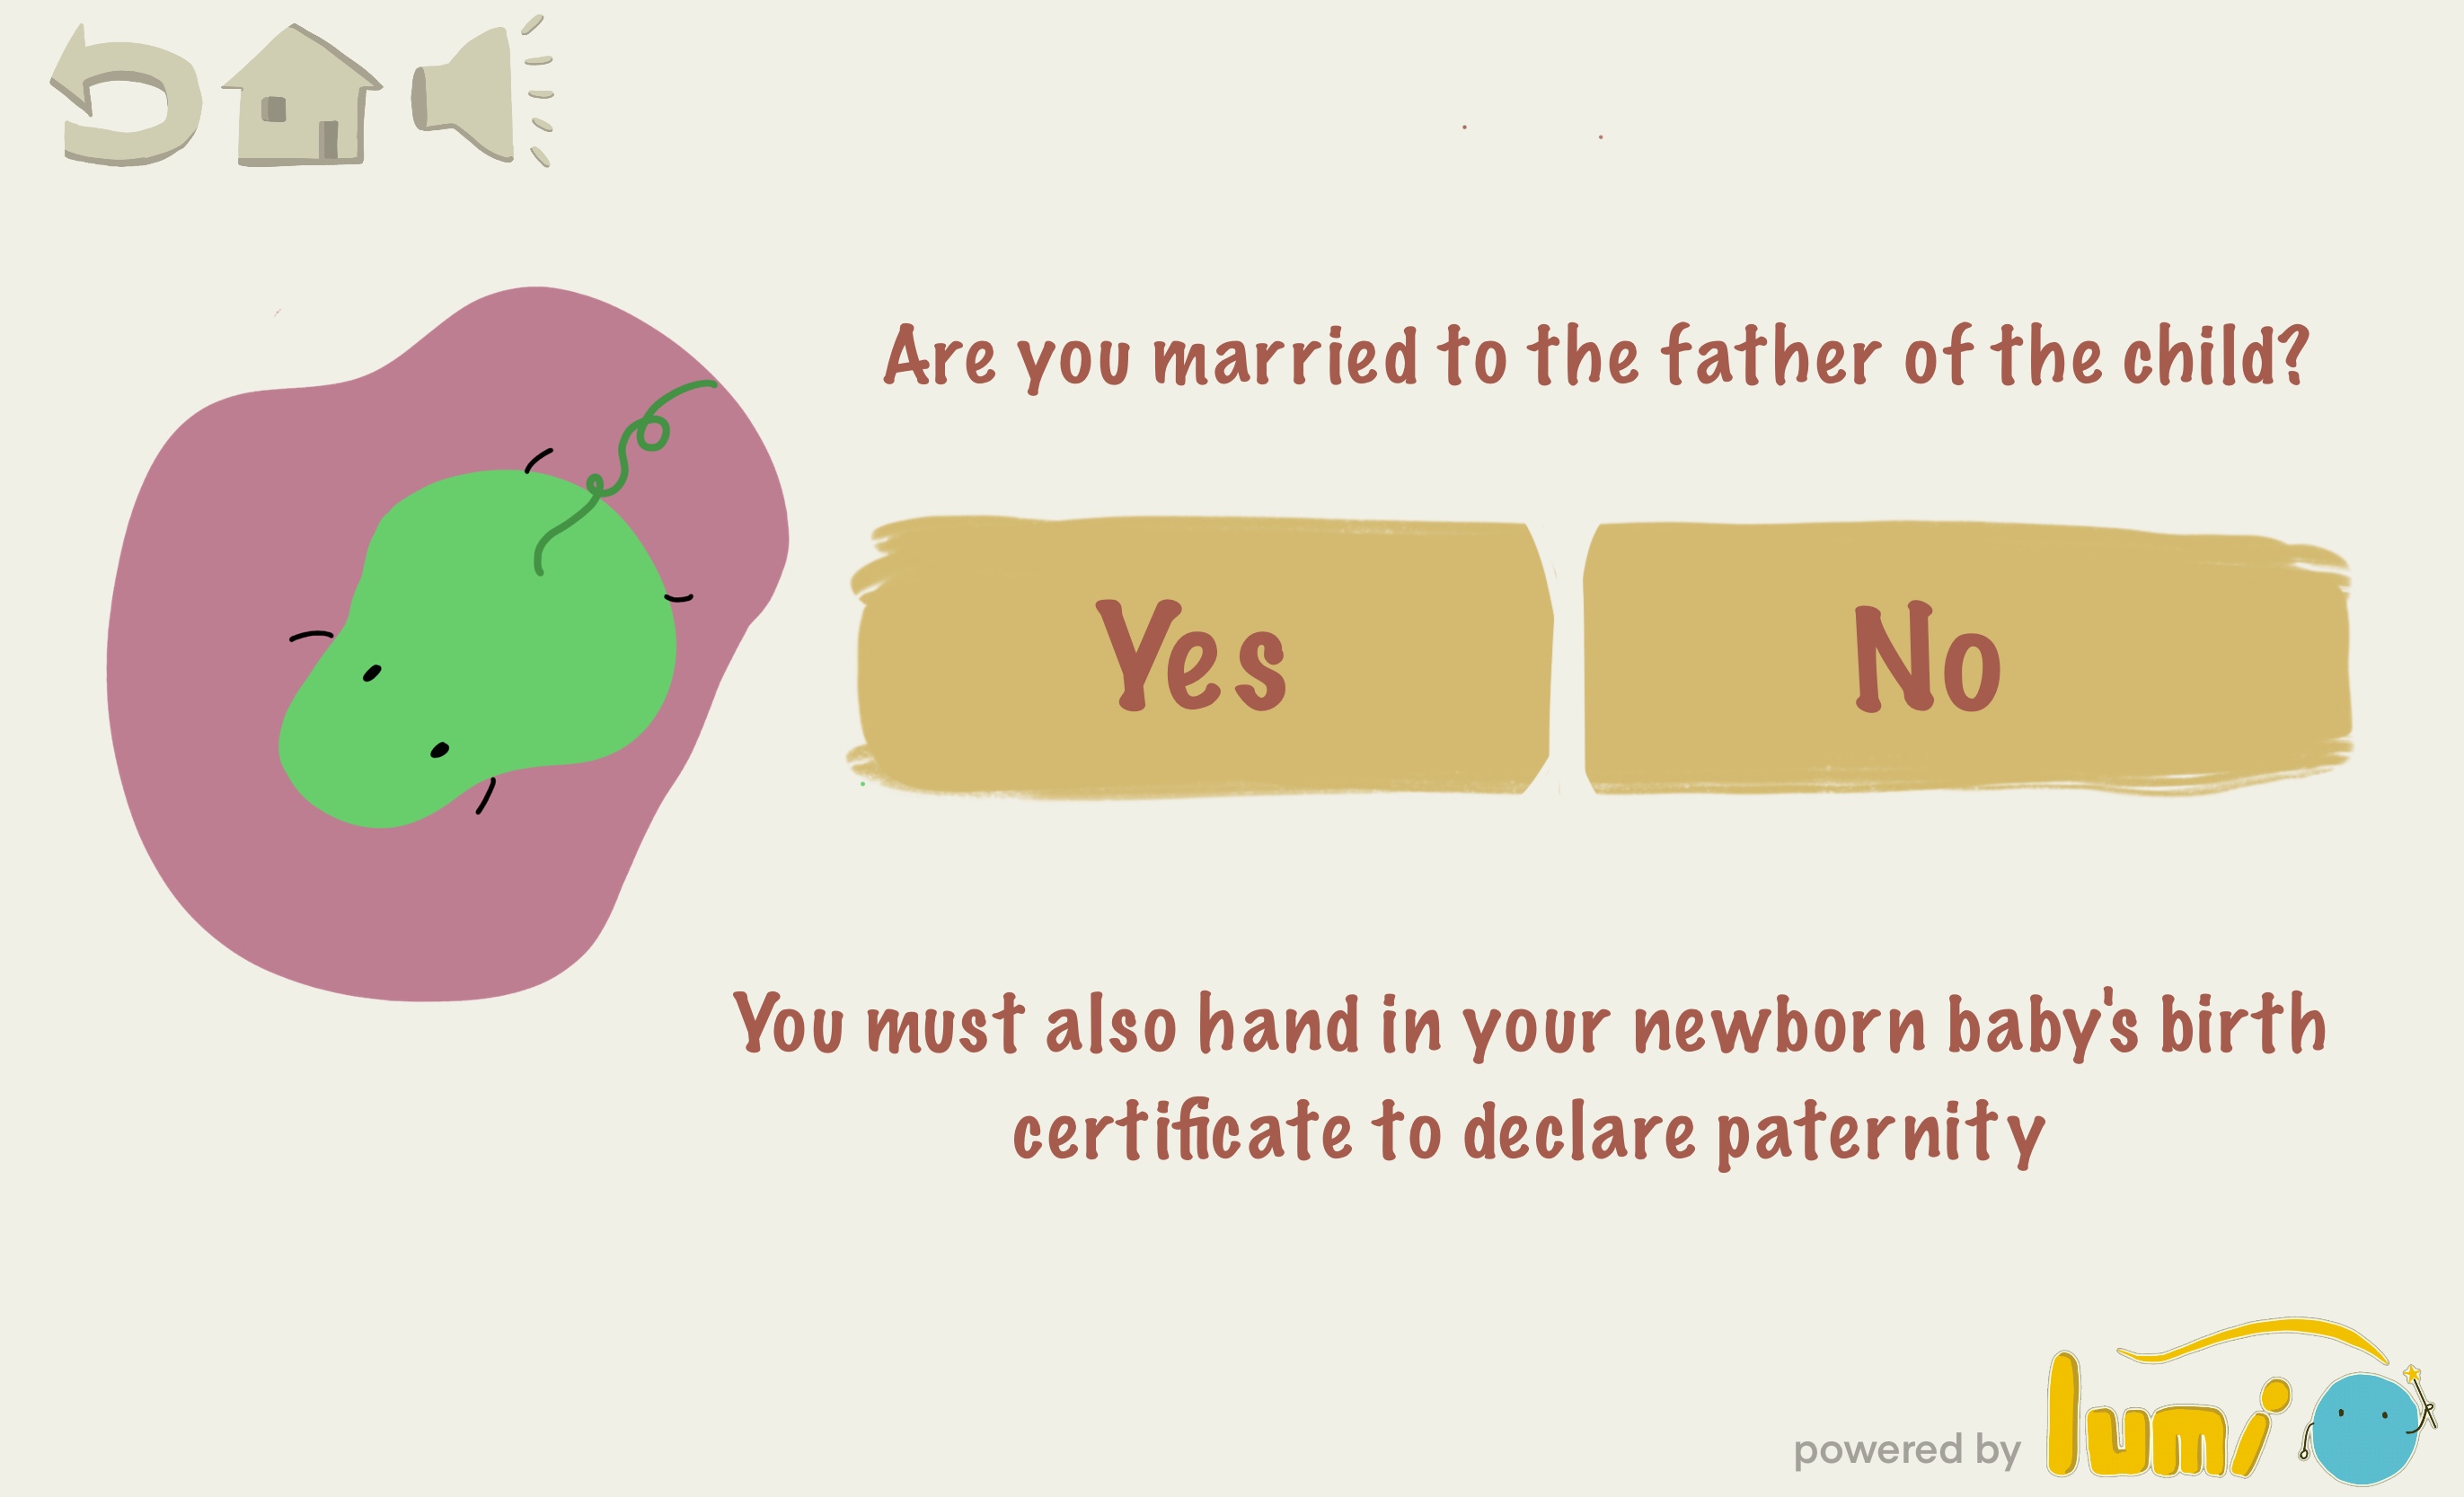 Are you married to the father of the child?
Yes
No
You must also hand in your newborn baby's birth
certificate to declare paternity
powered by lumi